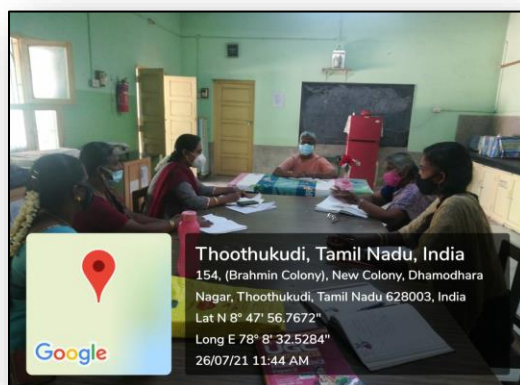 Thoothukudi, Tamil Nadu, India
154, (Brahmin Colony), New Colony, Dhamodhara
Nagar, Thoothukudi, Tamil Nadu 628003, India
Lat N 8° 47' 56.7672"
Long E 78° 8' 32.5284"
26/07/21 11:44 AM
Google